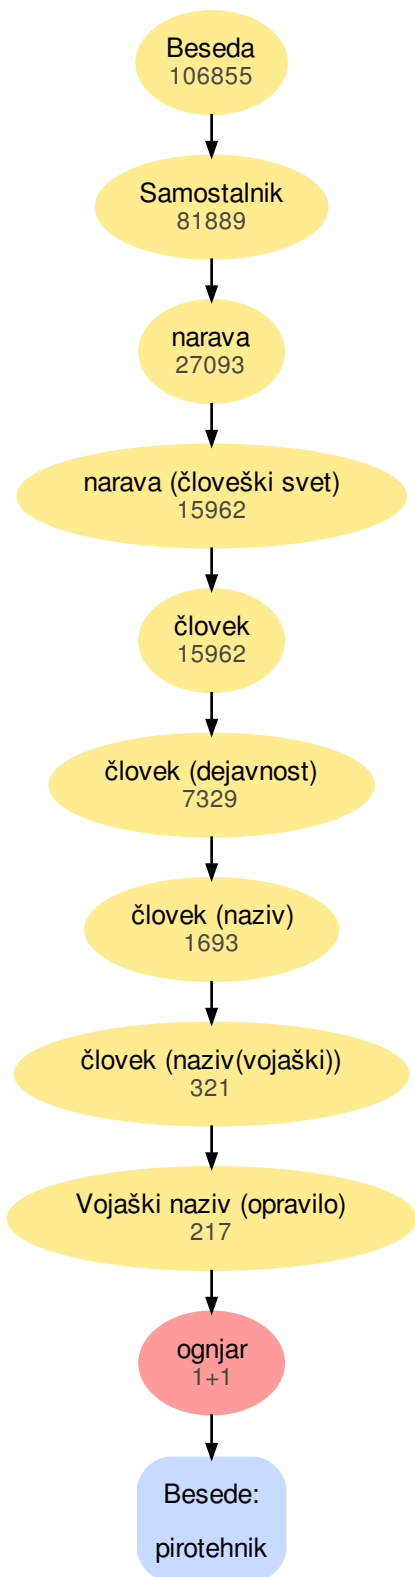 Beseda
106855
Samostalnik
81889
narava
27093
narava (človeški svet)
15962
človek
15962
človek (dejavnost)
7329
človek (naziv)
1693
človek (naziv(vojaški))
321
Vojaški naziv (opravilo)
217
ognjar
1+1
Besede:
pirotehnik